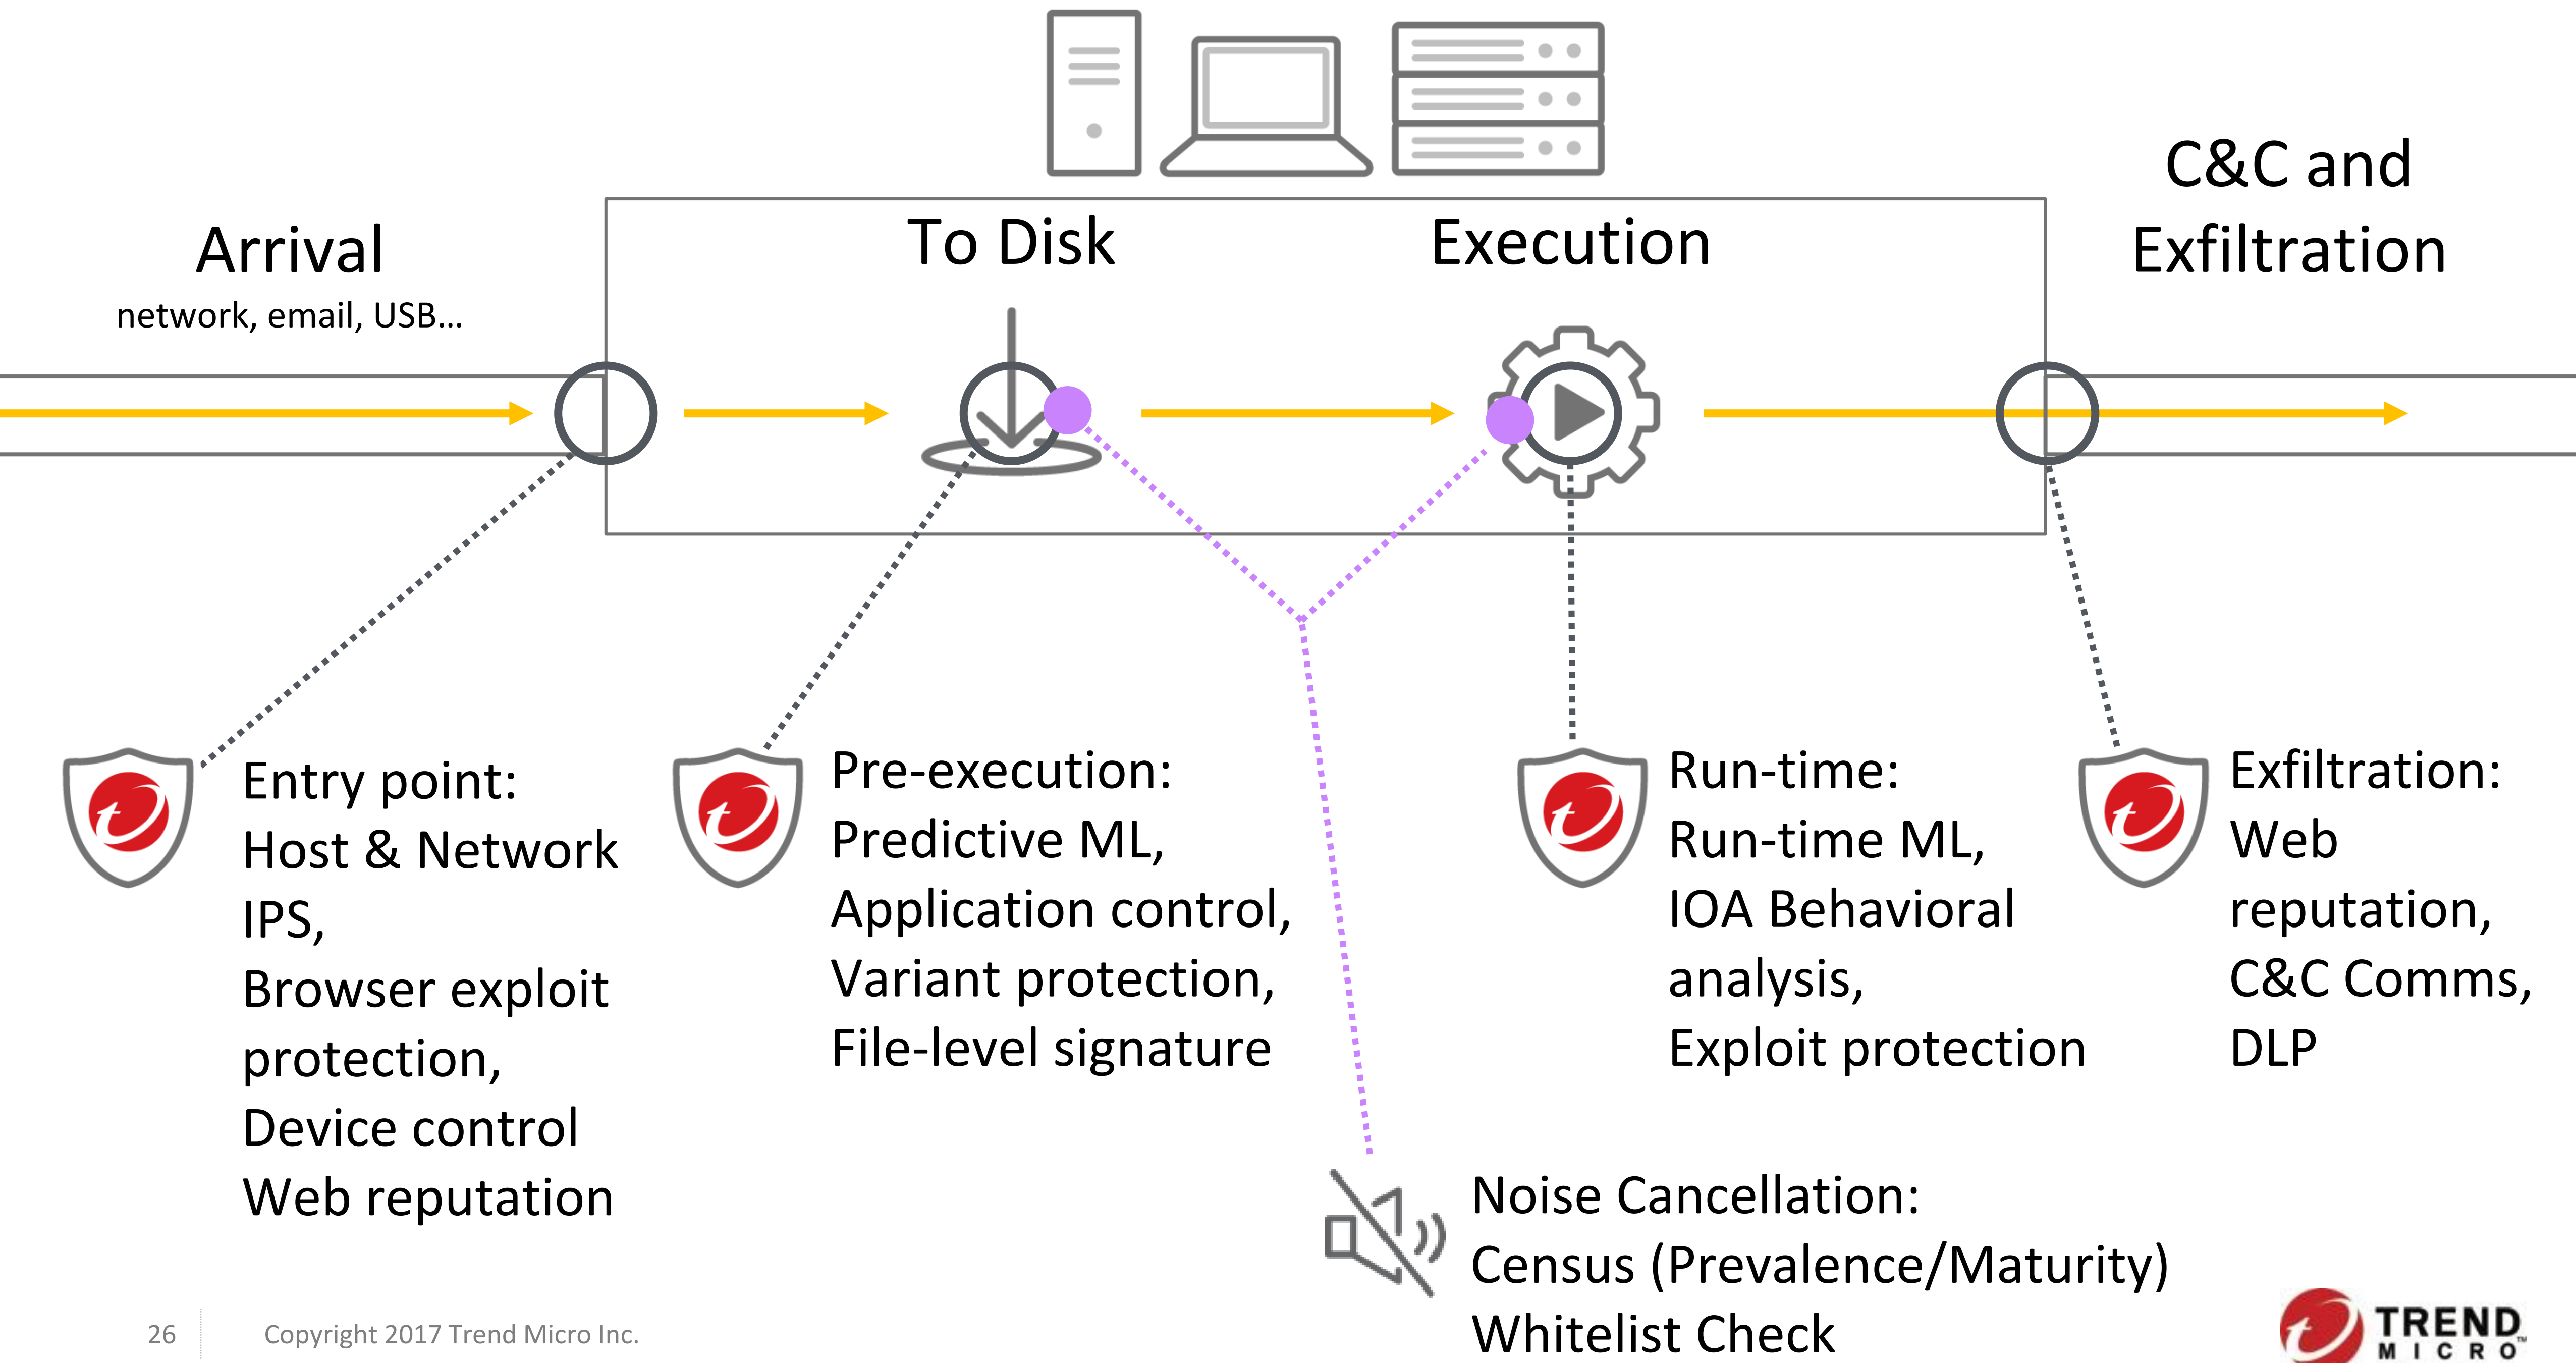 Arrival
network, email, USB...
To Disk
Execution
C&C and
Exfiltration
Entry point:
Host & Network
IPS,
Browser exploit
protection,
Device control
Web reputation
Pre-execution:
Predictive ML,
Application control,
Variant protection,
File-level signature
Run-time:
Run-time ML,
IOA Behavioral
analysis,
Exploit protection
Exfiltration:
Web
reputation,
C&C Comms,
DLP
Noise Cancellation:
Census (Prevalence/Maturity)
Whitelist Check
26
Copyright 2017 Trend Micro Inc.
TREND
MICRO™